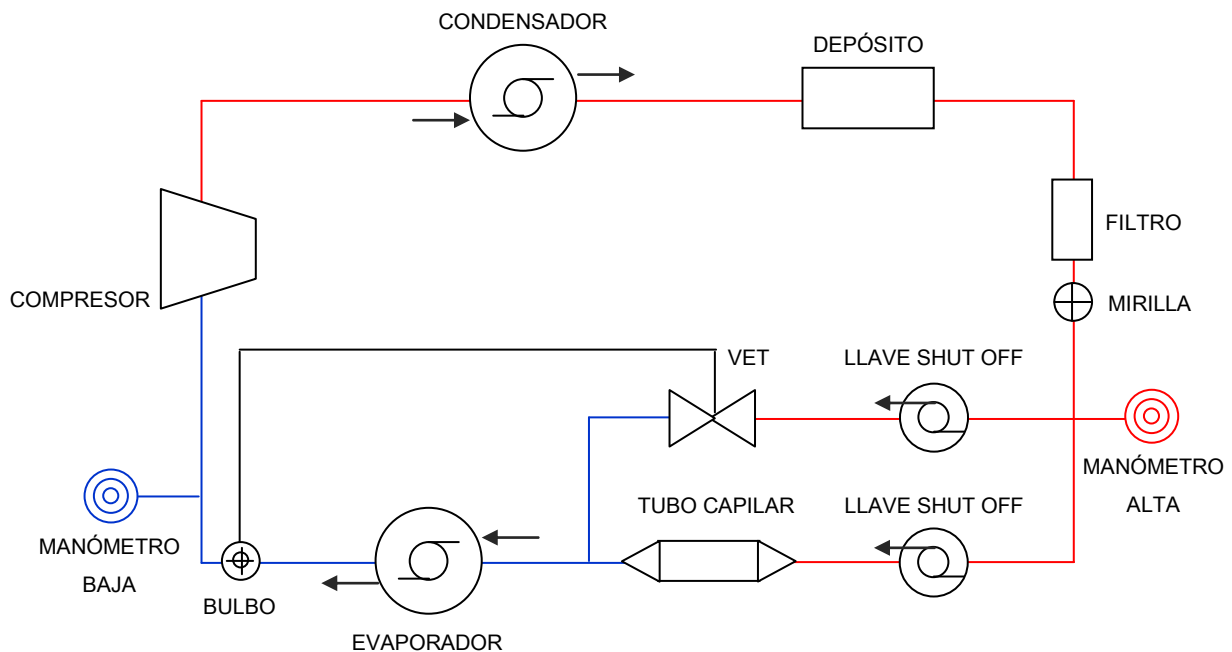 CONDENSADOR
DEPÓSITO
FILTRO
COMPRESOR
MIRILLA
VET
LLAVE SHUT OFF
MANÓMETRO
ALTA
TUBO CAPILAR
LLAVE SHUT OFF
MANÓMETRO
BAJA
BULBO
EVAPORADOR